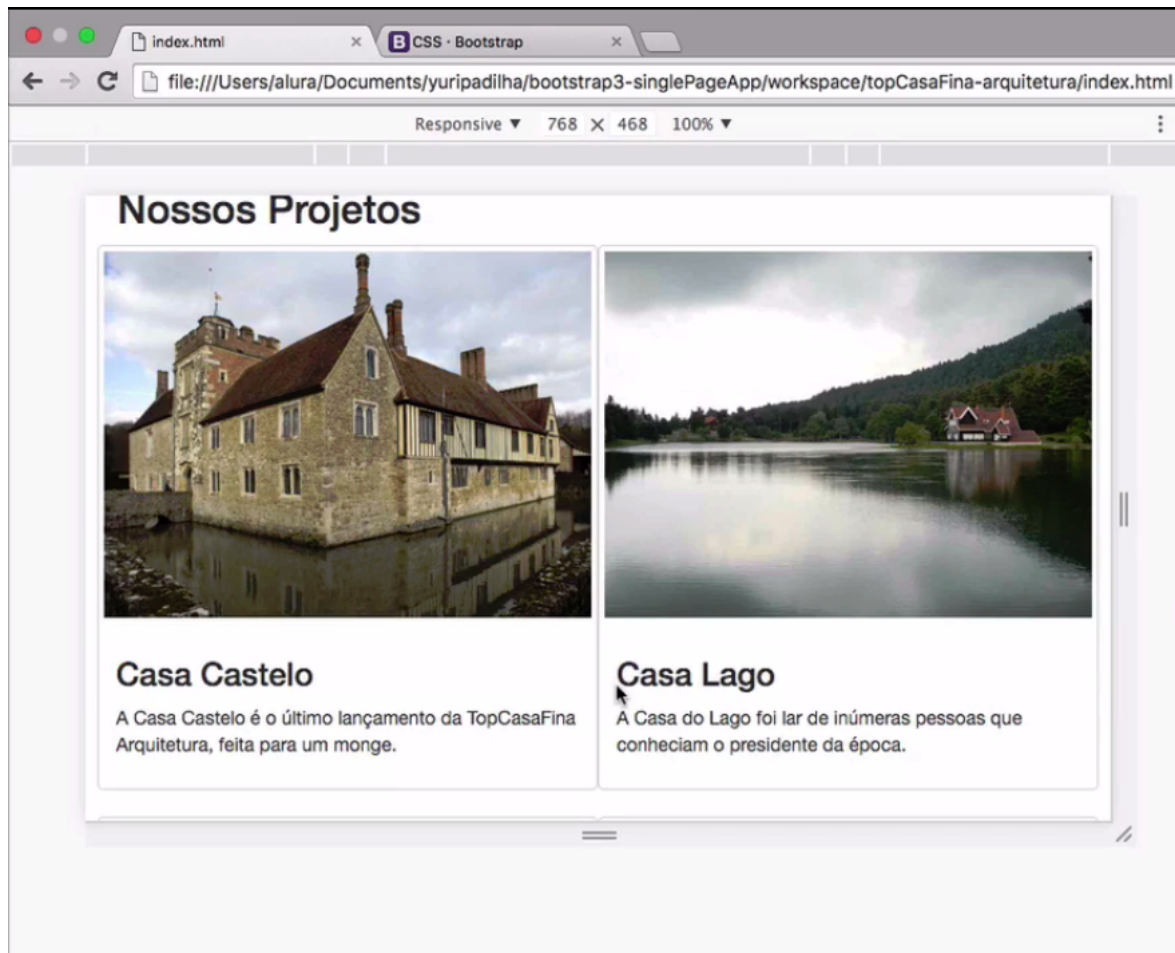 index.html
B CSS · Bootstrap
file:///Users/alura/Documents/yuripadilha/bootstrap3-singlePageApp/workspace/topCasaFina-arquitetura/index.html
Responsive ▼ 768 × 468 100% ▼
Nossos Projetos
Casa Castelo
A Casa Castelo é o último lançamento da TopCasaFina
Arquitetura, feita para um monge.
Casa Lago
A Casa do Lago foi lar de inúmeras pessoas que
conheciam o presidente da época.